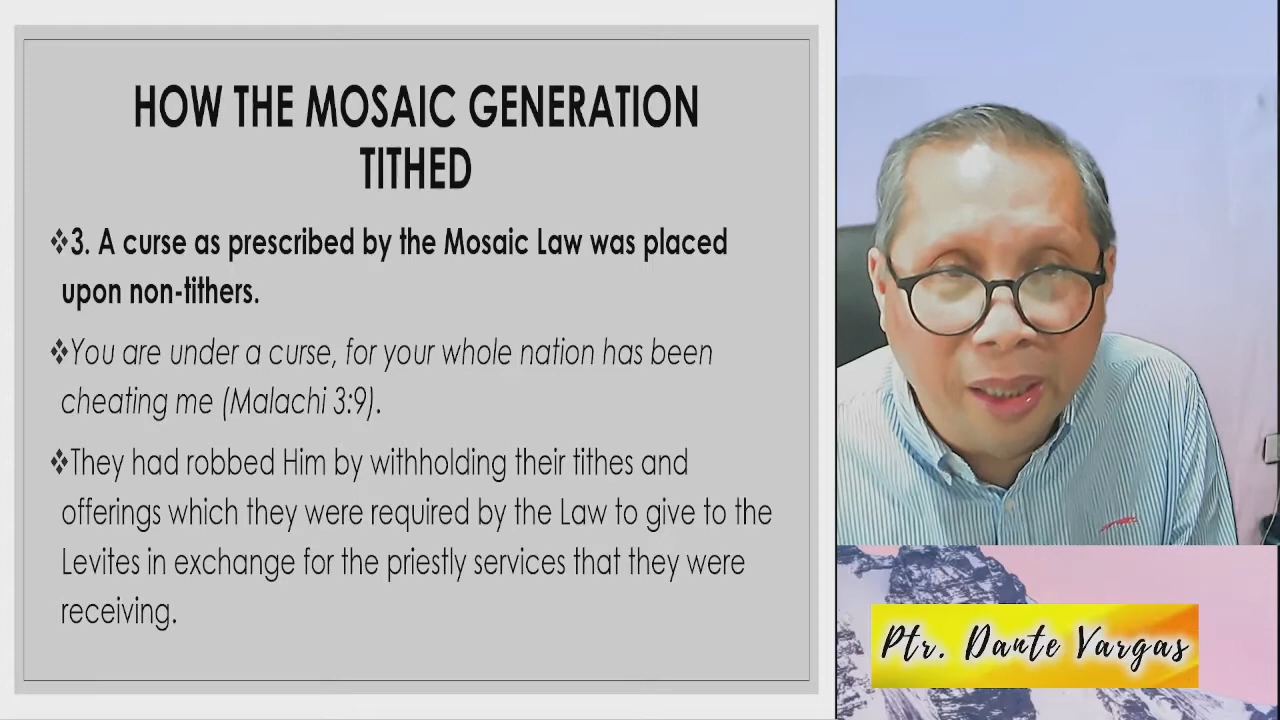 HOW THE MOSAIC GENERATION
TITHED
❖3. A curse as prescribed by the Mosaic Law was placed
upon non-tithers.
❖You are under a curse, for your whole nation has been
cheating me (Malachi 3:9).
❖They had robbed Him by withholding their tithes and
offerings which they were required by the Law to give to the
Levites in exchange for the priestly services that they were
receiving.
Ptr. Dante Vargas